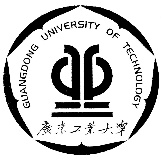 GUANGDONG UNIVERSITY OF TECHNOLOGY
廣東工業大學